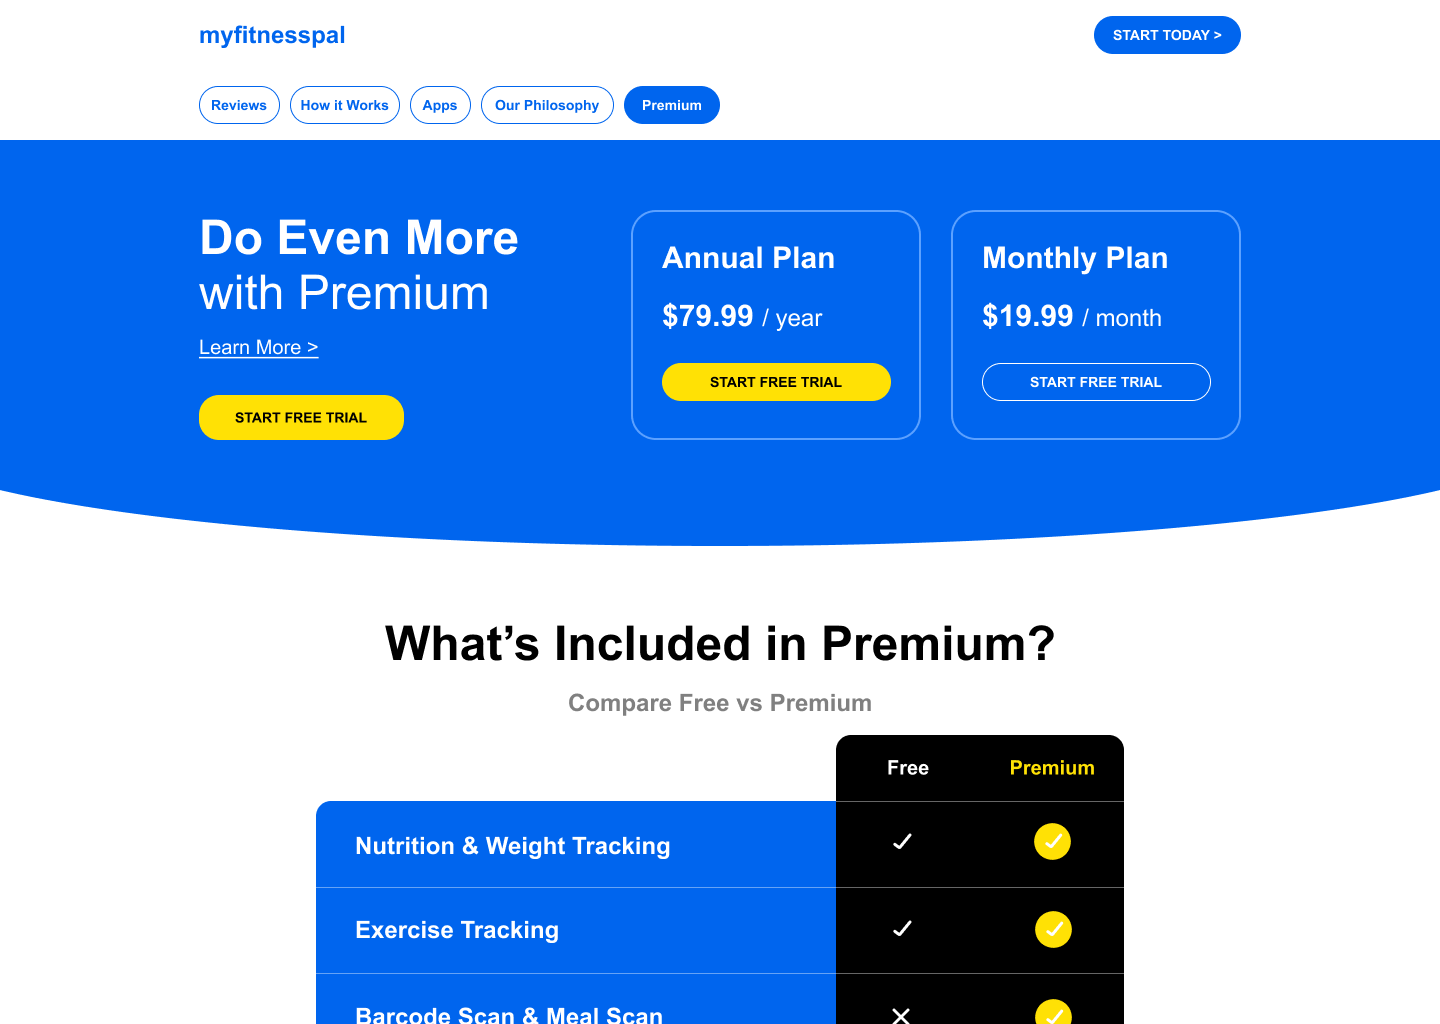 myfitnesspal
START TODAY >
Reviews
How it Works
Apps
Our Philosophy
Premium
Do Even More
with Premium
Learn More >
START FREE TRIAL
Annual Plan
$79.99 / year
START FREE TRIAL
Monthly Plan
$19.99 / month
START FREE TRIAL
What’s Included in Premium?
Compare Free vs Premium
Free
Premium
Nutrition & Weight Tracking
Exercise Tracking
Barcode Scan & Meal Scan